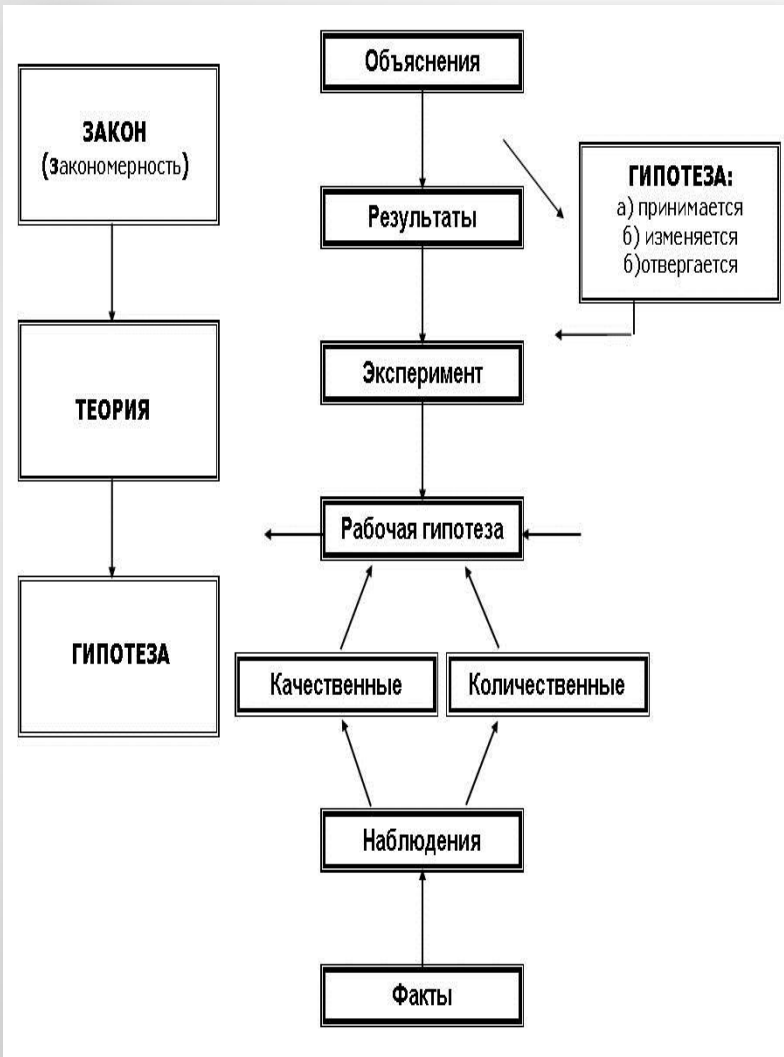 Объяснения
ЗАКОН
(закономерность)
ГИПОТЕЗА:
а) принимается
б) изменяется
б)отвергается
Результаты
Эксперимент
ТЕОРИЯ
Рабочая гипотеза
ГИПОТЕЗА
Качественные
Количественные
Наблюдения
Факты